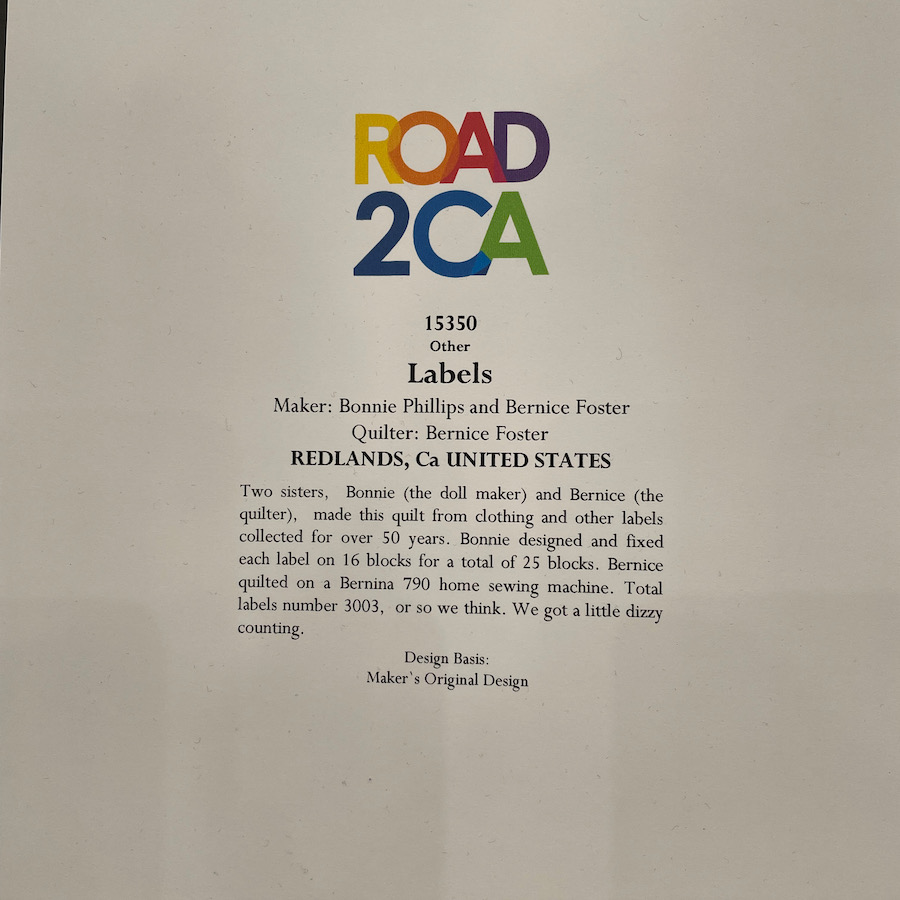 ROAD
2CA
15350
Other
Labels
Maker: Bonnie Phillips and Bernice Foster
Quilter: Bernice Foster
REDLANDS, Ca UNITED STATES
Two sisters, Bonnie (the doll maker) and Bernice (the
quilter), made this quilt from clothing and other labels
collected for over 50 years. Bonnie designed and fixed
each label on 16 blocks for a total of 25 blocks. Bernice
quilted on a Bernina 790 home sewing machine. Total
labels number 3003, or so we think. We got a little dizzy
counting.
Design Basis:
Maker`s Original Design